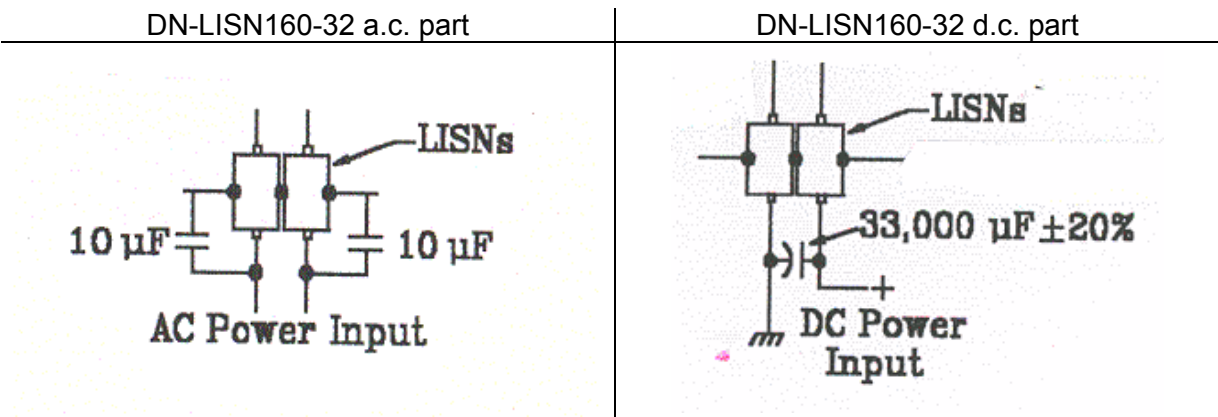 DN-LISN160-32 a.c. part
DN-LISN160-32 d.c. part
LISNs
10 µF
10 µF
AC Power Input
LISNs
33,000 µF±20%
+
DC Power
Input